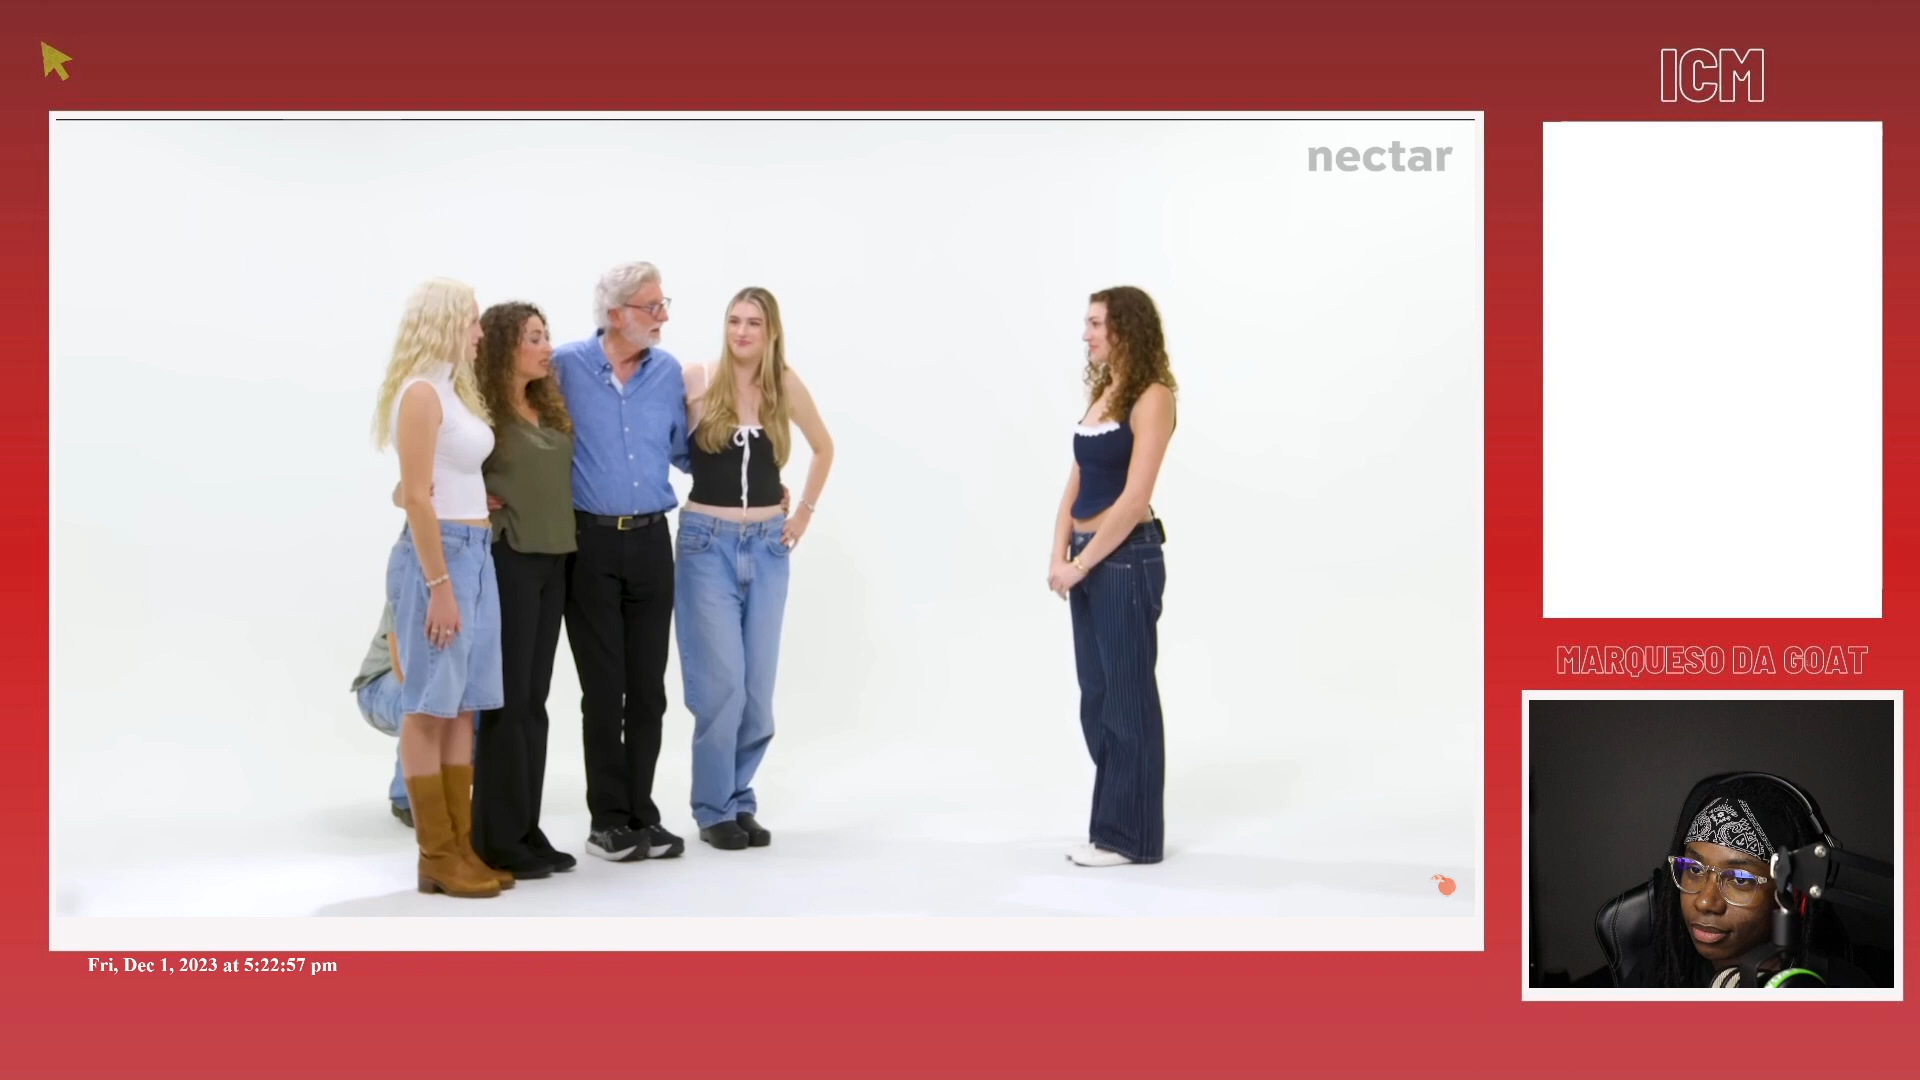 ICM
nectar
MARQUESO DA GOAT
Fri, Dec 1, 2023 at 5:22:57 pm